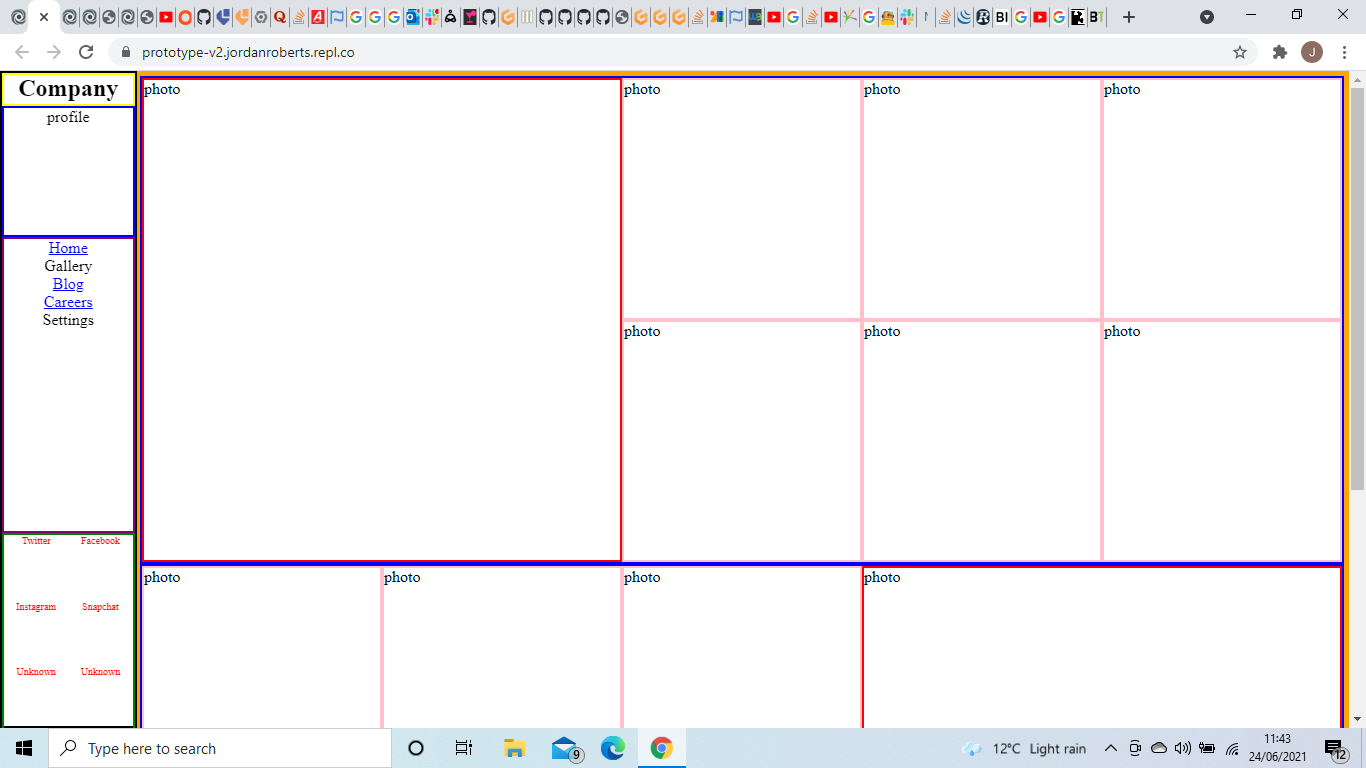 prototype-v2.jordanroberts.repl.co
J
Company
profile
Home
Gallery
Blog
Careers
Settings
Twitter Facebook
Instagram Snapchat
Unknown Unknown
photo photo photo photo
photo photo photo
photo photo photo photo
Type here to search
9
12°C Light rain
11:43
24/06/2021
12